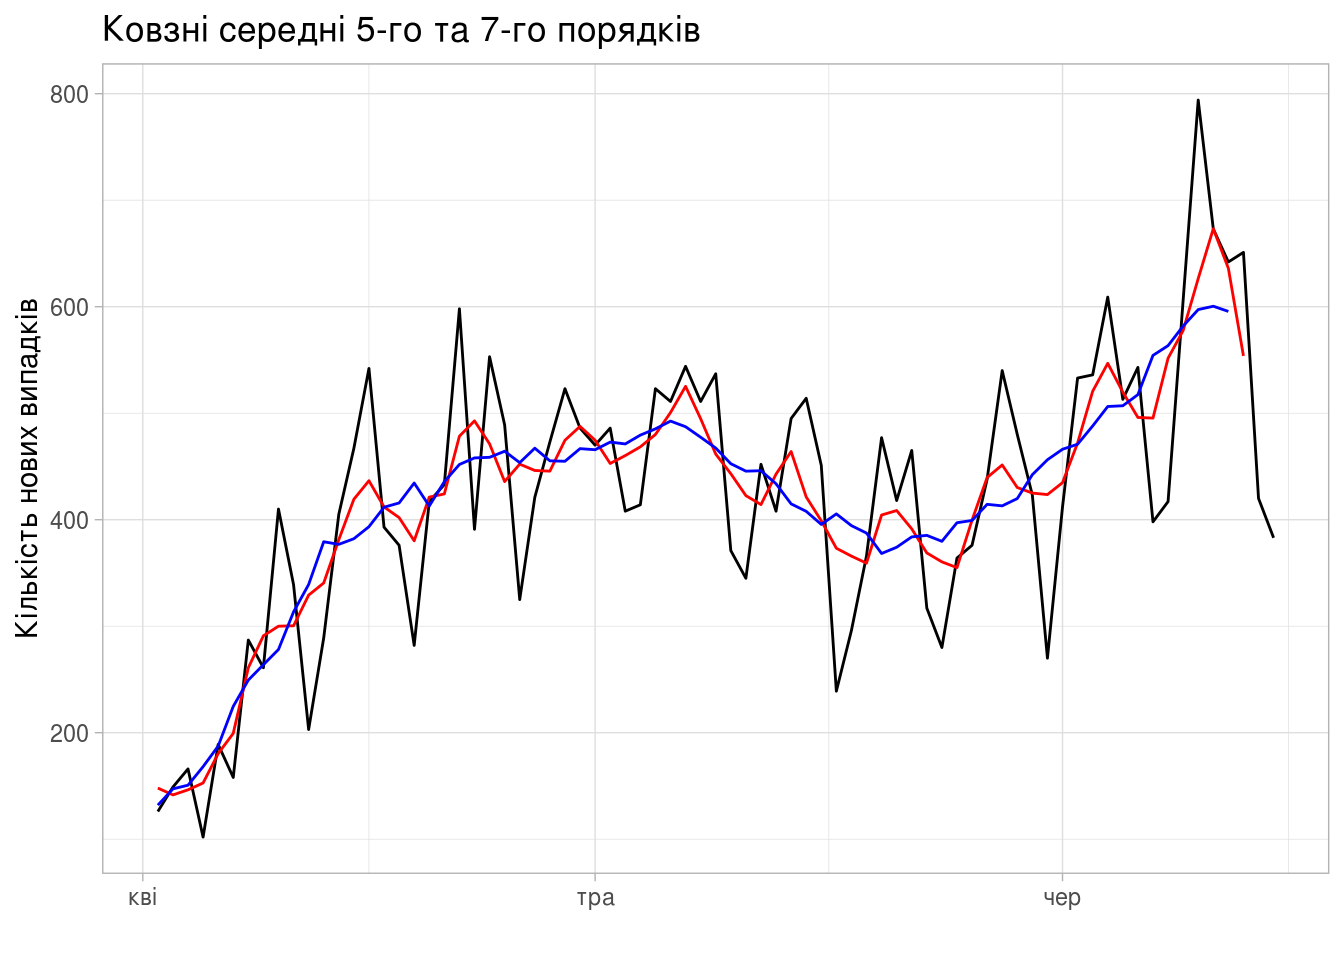 Ковзні середні 5-го та 7-го порядків
Кількість нових випадків
800
600
400
200
кві
тра
чер